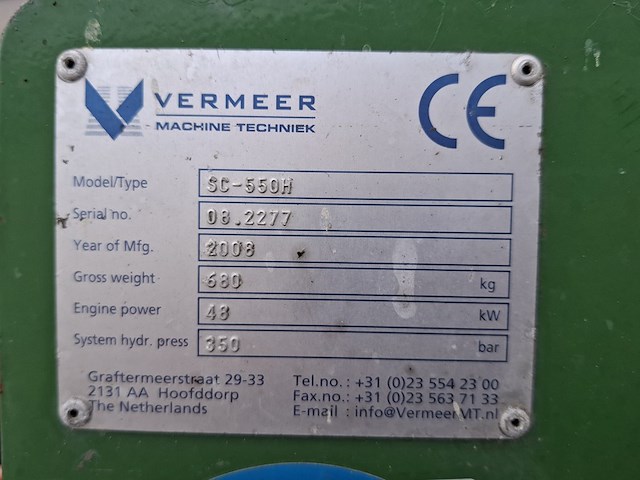 VERMEER
MACHINE TECHNIEK
CE
Model/Type SC-550H
Serial no. 08.2277
Year of Mfg. 2008
Gross weight 680 kg
Engine power 48 kW
System hydr. press 350 bar
Graftermeerstraat 29-33
2131 AA Hoofddorp
The Netherlands
Tel.no. : +31 (0)23 554 23 00
Fax.no.: +31 (0)23 563 71 33
E-mail : info@VermeerMT.nl